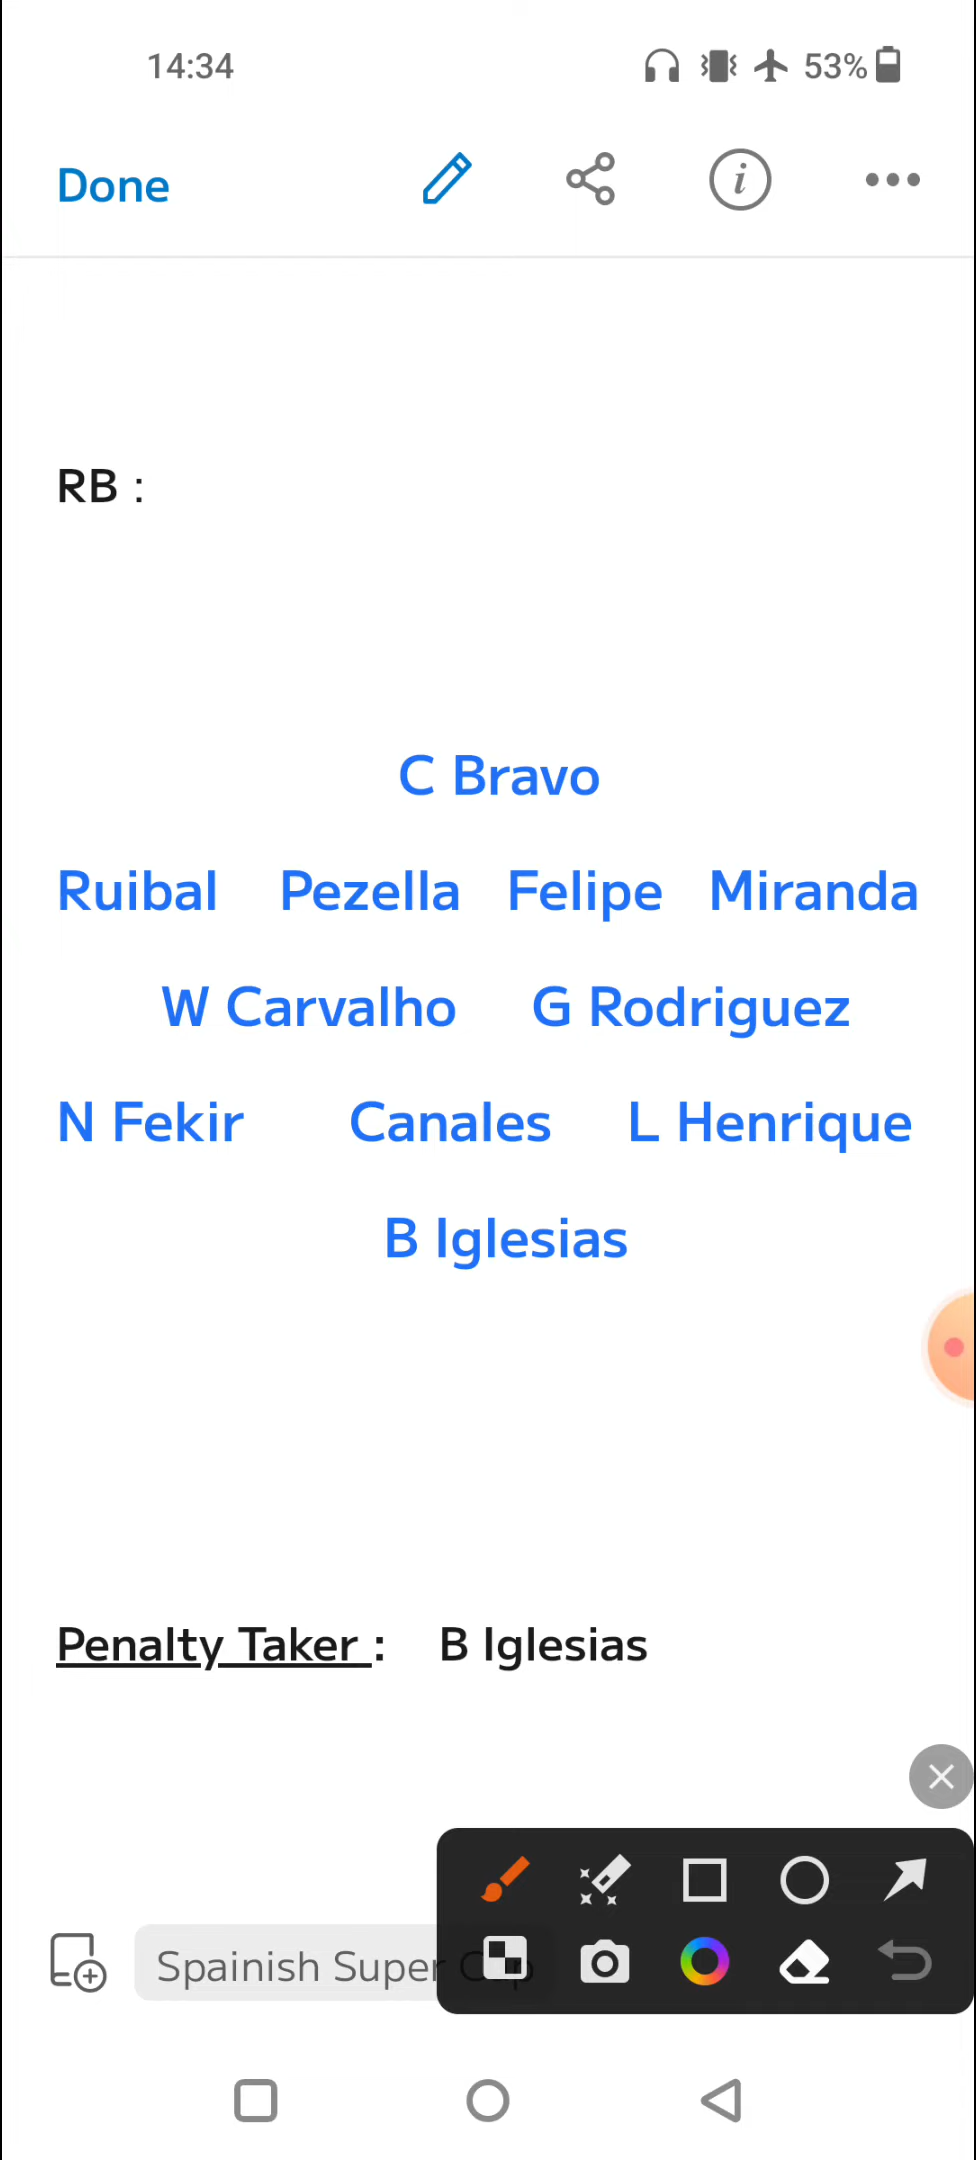 14:34 53%
Done
RB :
C Bravo
Ruibal Pezella Felipe Miranda
W Carvalho G Rodriguez
N Fekir Canales L Henrique
B Iglesias
Penalty Taker : B Iglesias
Spainish Super